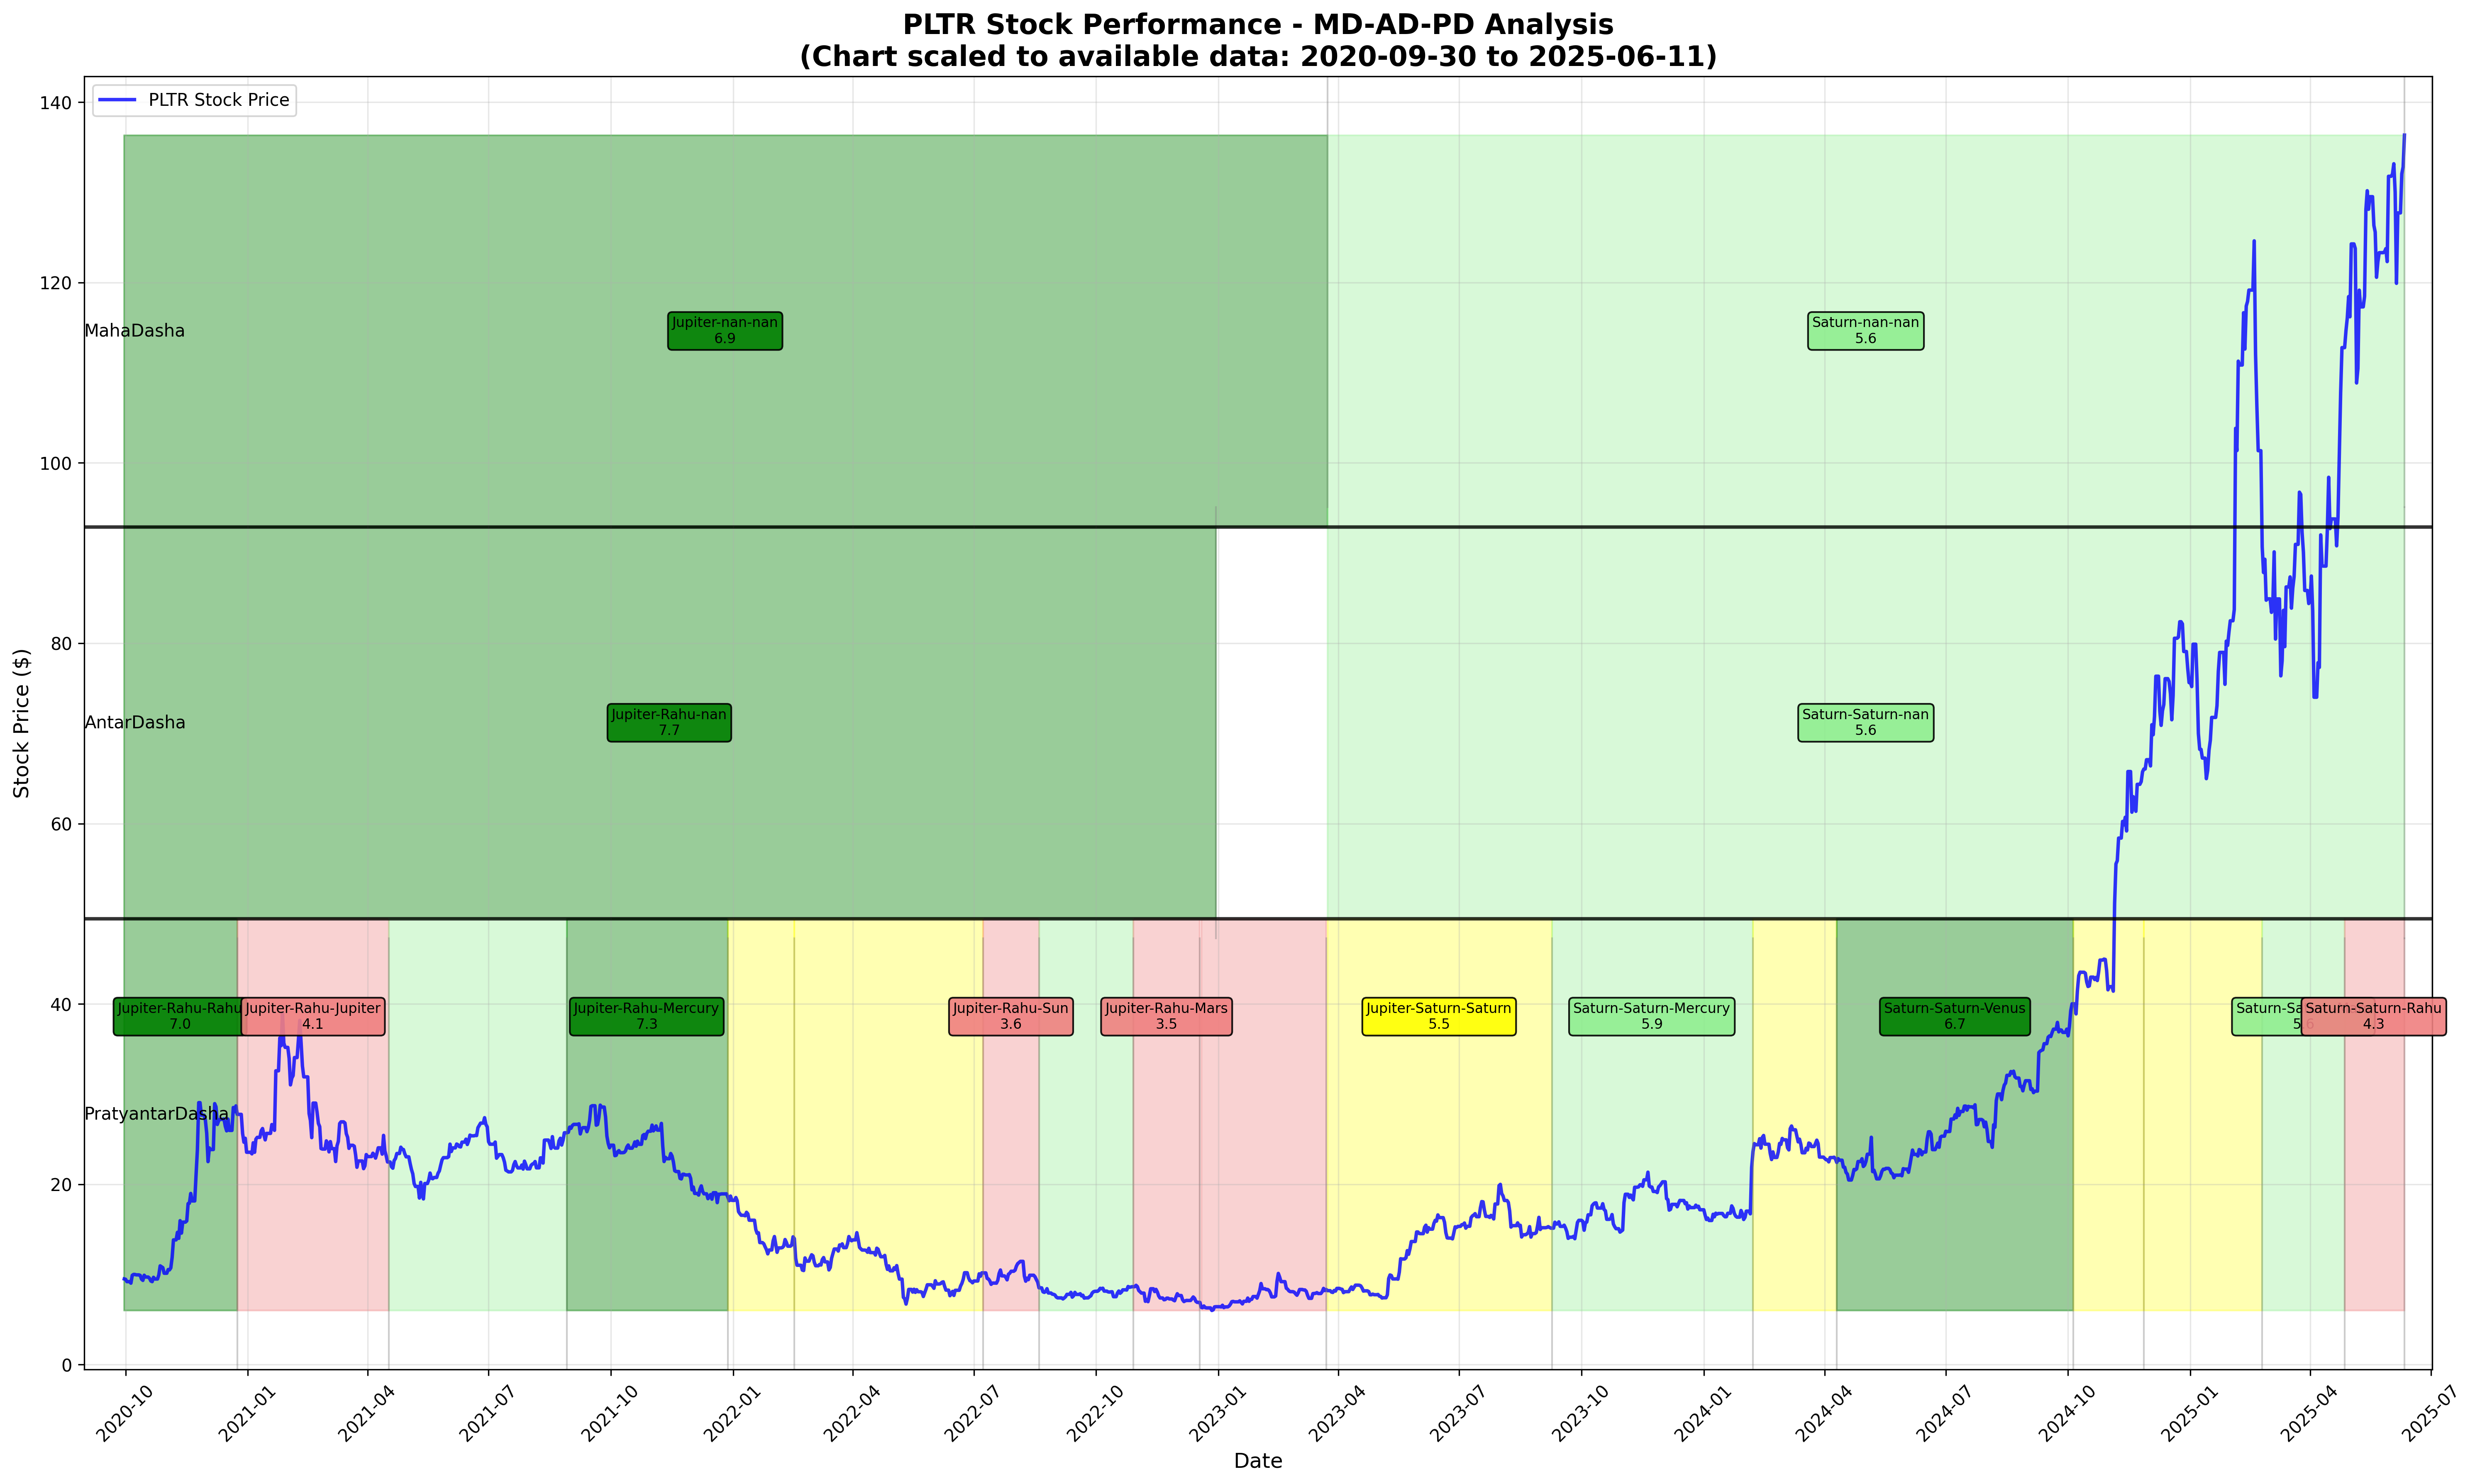 PLTR Stock Performance - MD-AD-PD Analysis
(Chart scaled to available data: 2020-09-30 to 2025-06-11)
PLTR Stock Price
Stock Price ($)
140
120
100
80
60
40
20
0
MahaDasha
Jupiter-nan-nan
6.9
Saturn-nan-nan
5.6
AntarDasha
Jupiter-Rahu-nan
7.7
Saturn-Saturn-nan
5.6
PratyantarDasha
Jupiter-Rahu-Rahu
7.0
Jupiter-Rahu-Jupiter
4.1
Jupiter-Rahu-Mercury
7.3
Jupiter-Rahu-Sun
3.6
Jupiter-Rahu-Mars
3.5
Jupiter-Saturn-Saturn
5.5
Saturn-Saturn-Mercury
5.9
Saturn-Saturn-Venus
6.7
Saturn-Saturn-Rahu
4.3
2020-10
2021-01
2021-04
2021-07
2021-10
2022-01
2022-04
2022-07
2022-10
2023-01
2023-04
2023-07
2023-10
2024-01
2024-04
2024-07
2024-10
2025-01
2025-04
2025-07
Date